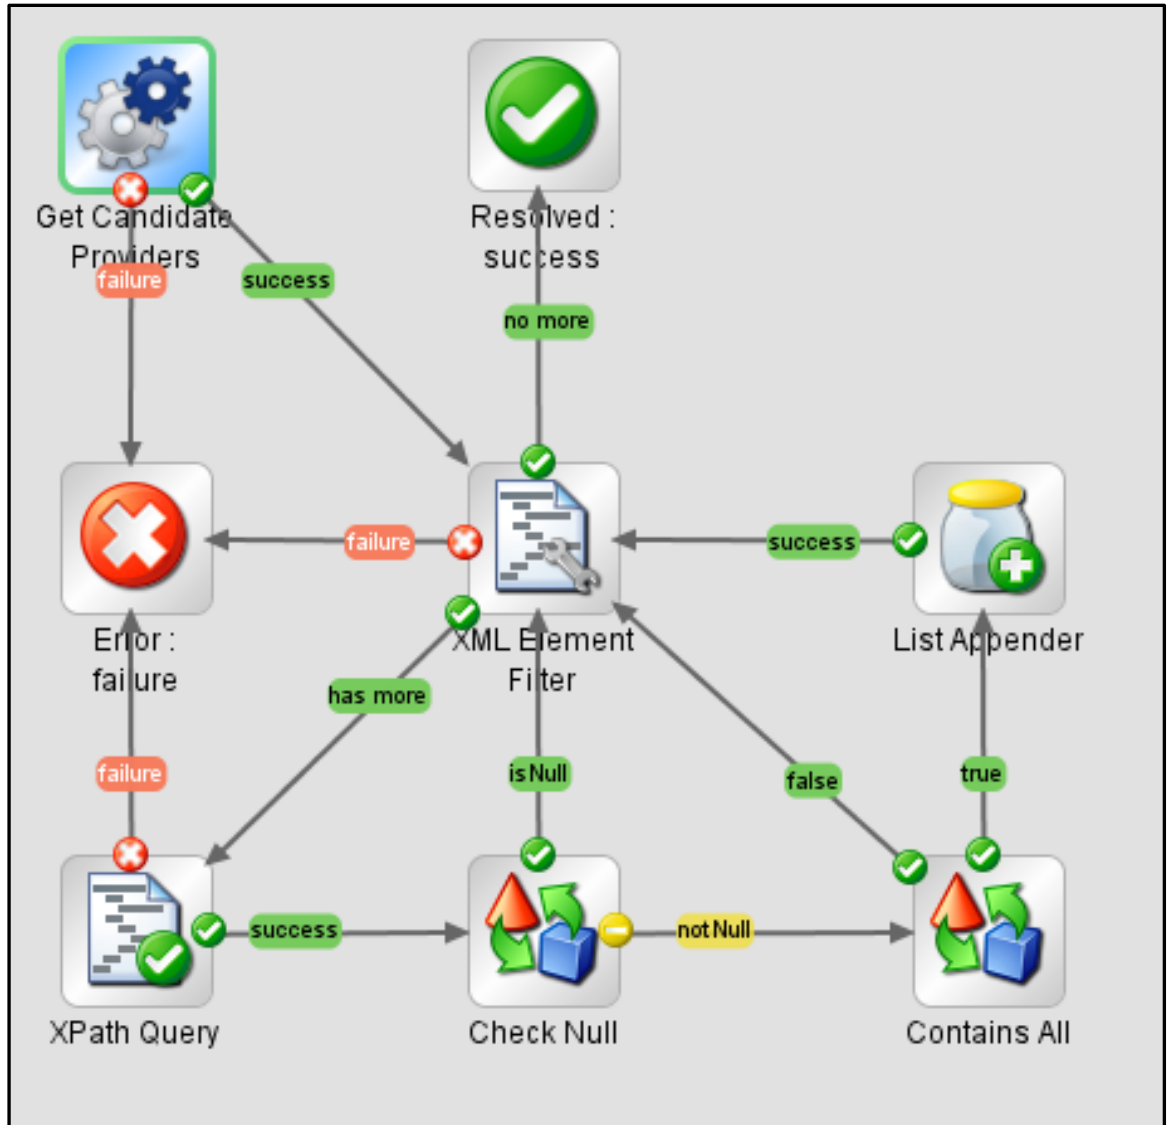 Get Candidate
Providers
Resolved :
success
failure
success
no more
failure
success
Error :
failure
XML Element
Filter
List Appender
has more
failure
isNull
false
true
success
notNull
XPath Query
Check Null
Contains All